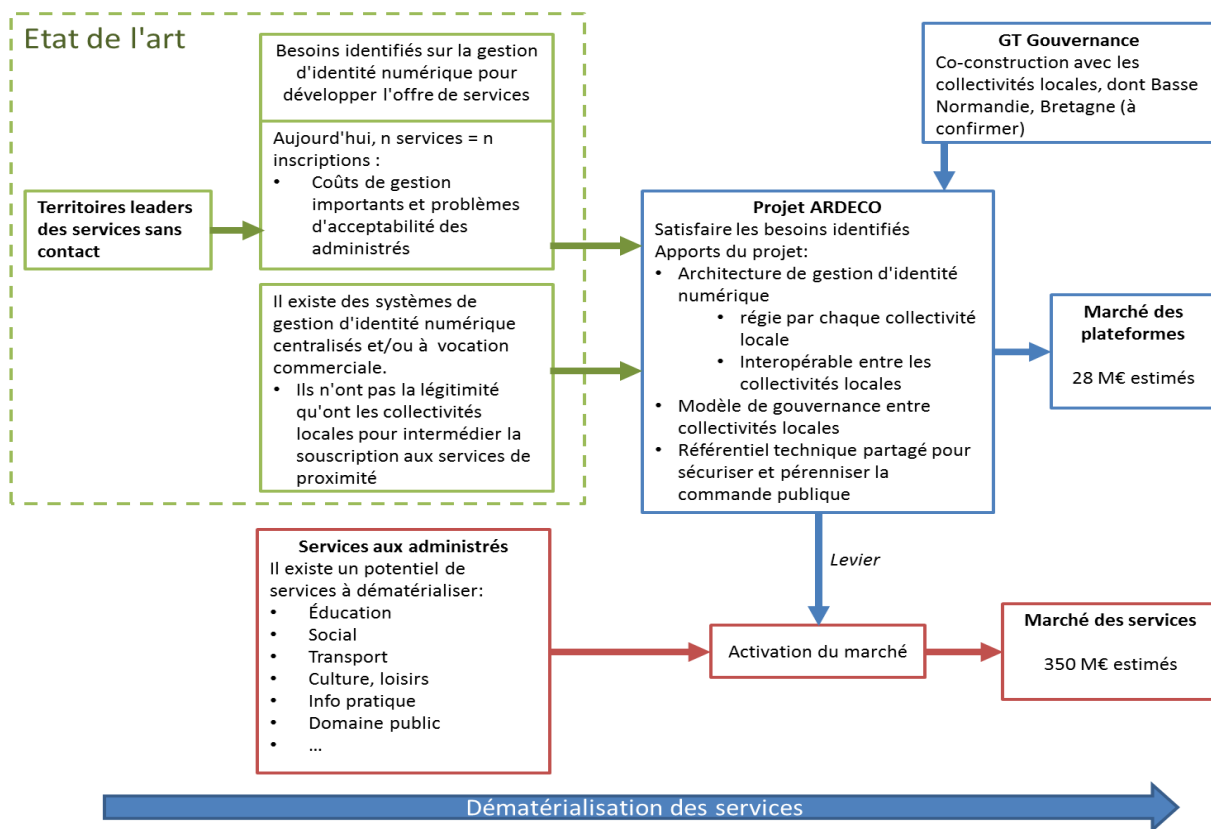 Etat de l'art
Besoins identifiés sur la gestion
d'identité numérique pour
développer l'offre de services
Aujourd'hui, n services = n
inscriptions :
• Coûts de gestion
importants et problèmes
d'acceptabilité des
administrés
Territoires leaders
des services sans
contact
Il existe des systèmes de
gestion d'identité numérique
centralisés et/ou à vocation
commerciale.
• Ils n'ont pas la légitimité
qu'ont les collectivités
locales pour intermédier la
souscription aux services de
proximité
GT Gouvernance
Co-construction avec les
collectivités locales, dont Basse
Normandie, Bretagne (à
confirmer)
Projet ARDECO
Satisfaire les besoins identifiés
Apports du projet:
• Architecture de gestion d'identité
numérique
• régie par chaque collectivité
locale
• Interopérable entre les
collectivités locales
• Modèle de gouvernance entre
collectivités locales
• Référentiel technique partagé pour
sécuriser et pérenniser la
commande publique
Marché des
plateformes
28 M€ estimés
Services aux administrés
Il existe un potentiel de
services à dématérialiser:
• Éducation
• Social
• Transport
• Culture, loisirs
• Info pratique
• Domaine public
• ...
Levier
Activation du marché
Marché des services
350 M€ estimés
Dématérialisation des services